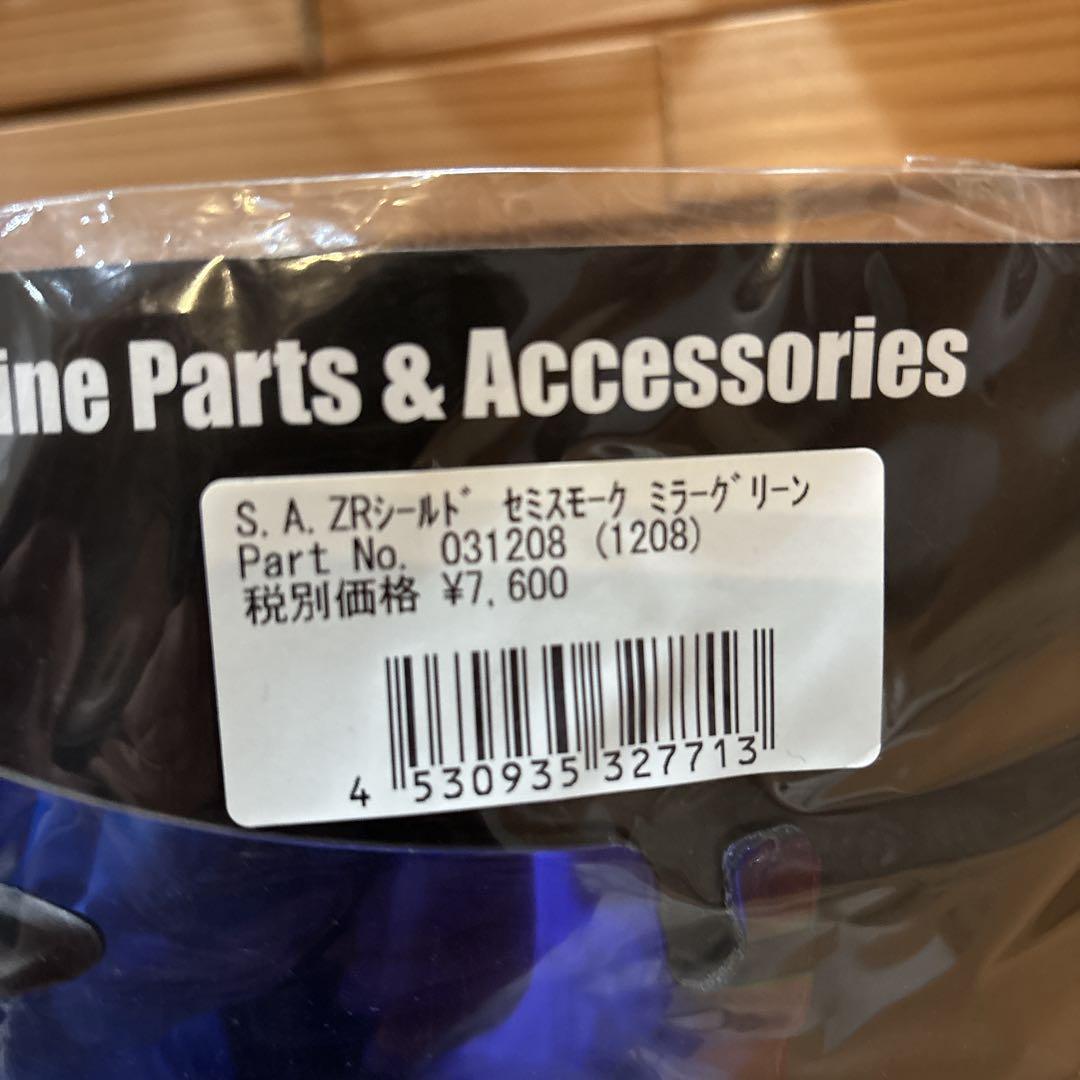 ine Parts & Accessories
S.A.ZRｼｰﾙﾄﾞ ｾﾐｽﾓｰｸ ﾐﾗｰｸﾞﾘｰﾝ
Part No. 031208 (1208)
税別価格 ¥7,600
4 530935 327713